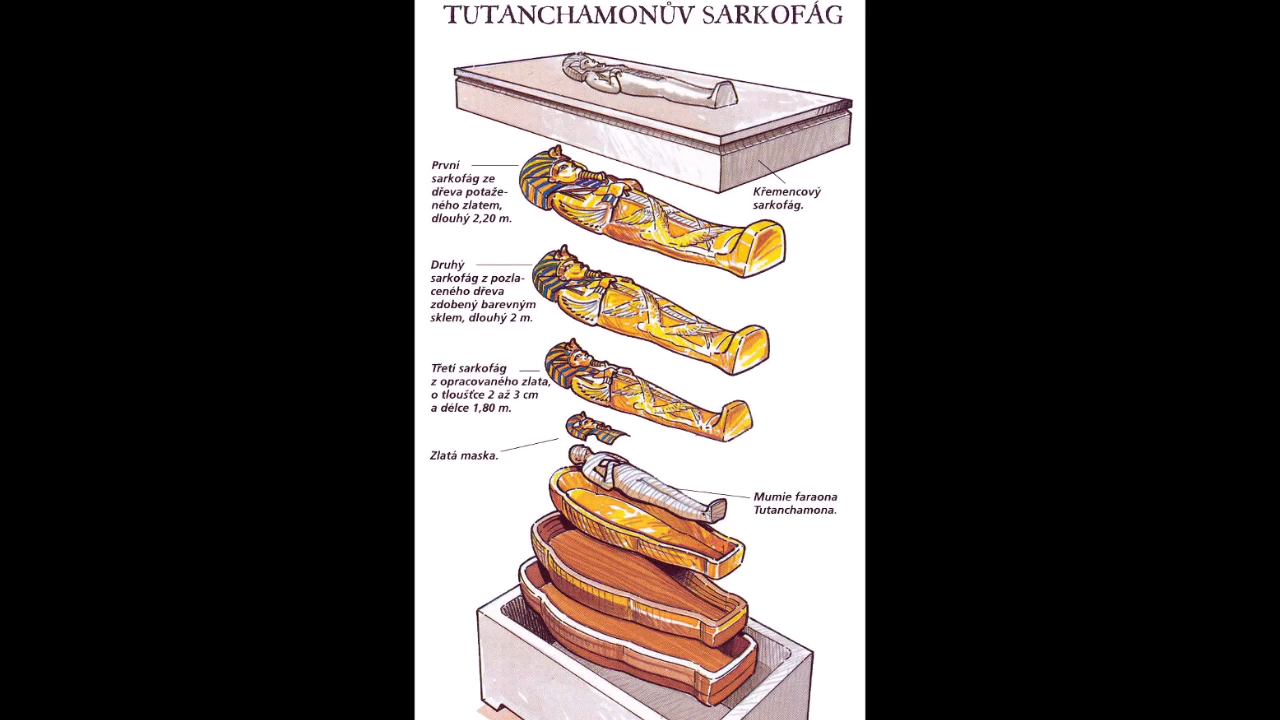 TUTANCHAMONŮV SARKOFÁG
První
sarkofág ze
dřeva potaže-
ného zlatem,
dlouhý 2,20 m.
Křemencový
sarkofág.
Druhý
sarkofág z pozla-
ceného dřeva
zdobený barevným
sklem, dlouhý 2 m.
Třetí sarkofág
z opracovaného zlata,
o tloušťce 2 až 3 cm
a délce 1,80 m.
Zlatá maska.
Mumie faraona
Tutanchamona.